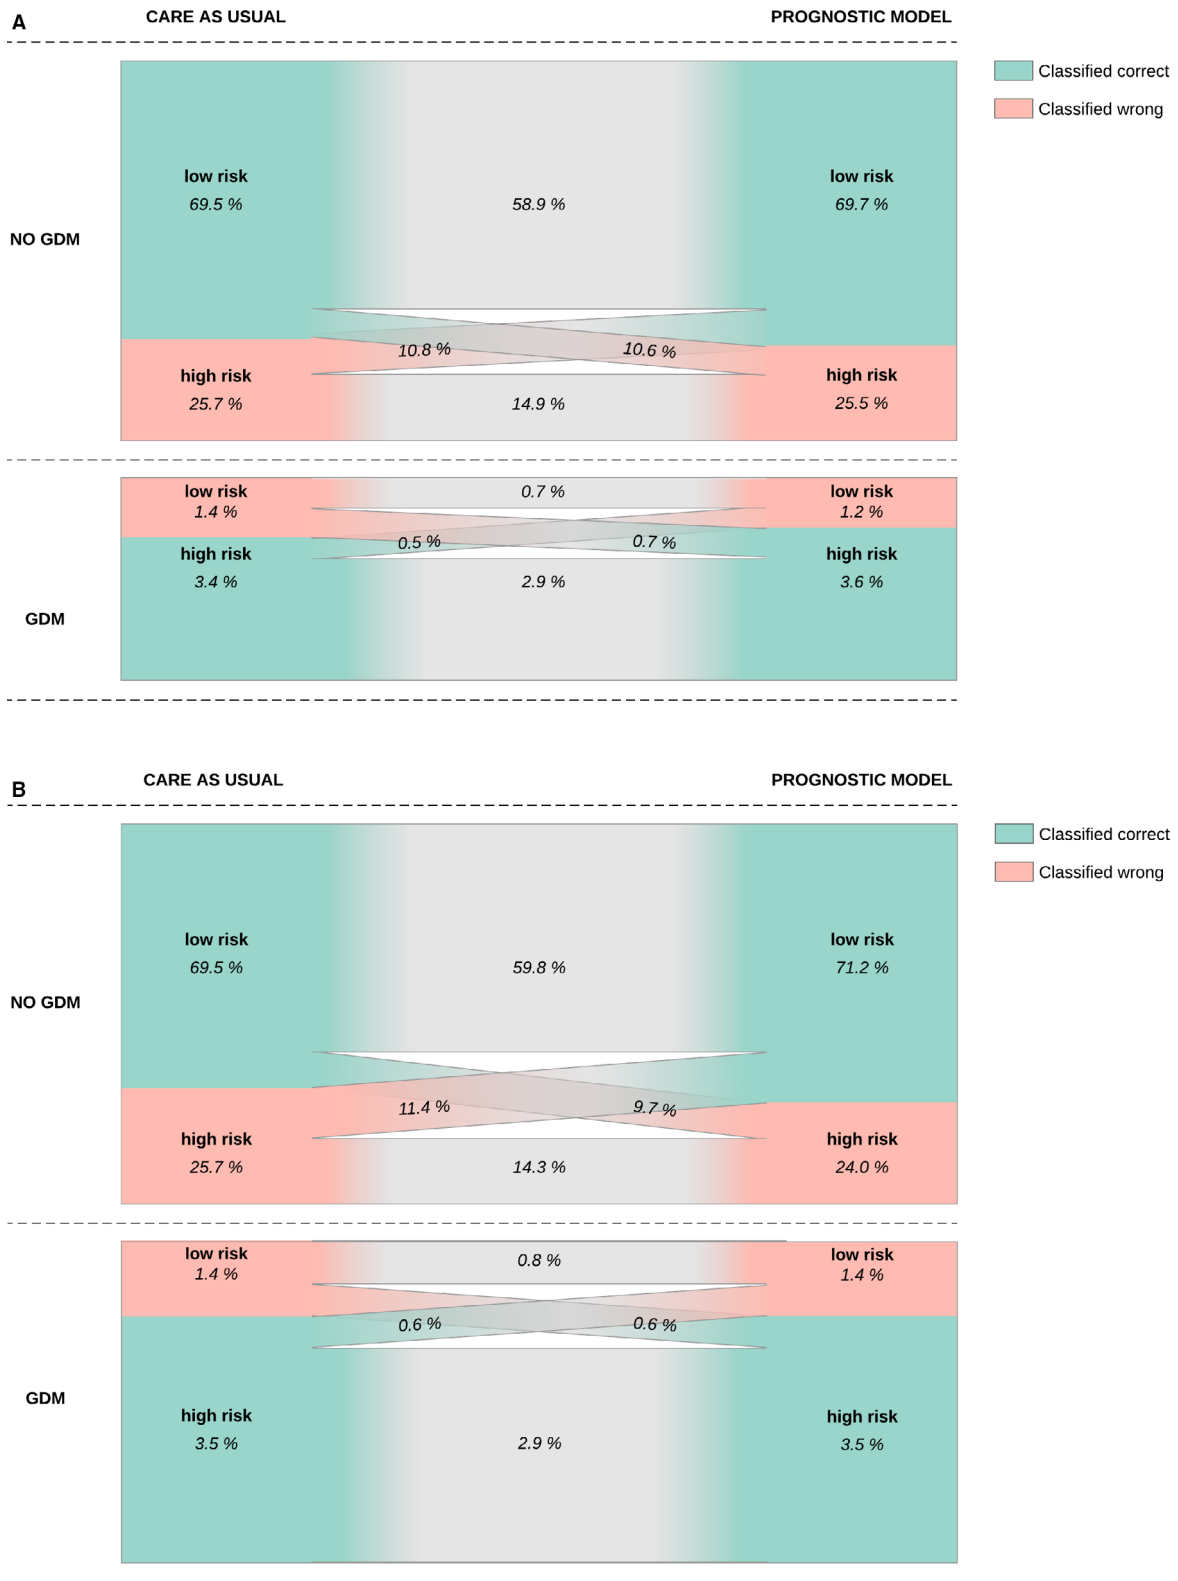 A
CARE AS USUAL
PROGNOSTIC MODEL
Classified correct
Classified wrong
NO GDM
low risk
69.5 %
58.9 %
low risk
69.7 %
10.8 %
10.6 %
high risk
25.7 %
14.9 %
high risk
25.5 %
GDM
low risk
1.4 %
0.7 %
low risk
1.2 %
0.5 %
0.7 %
high risk
3.4 %
2.9 %
high risk
3.6 %
B
CARE AS USUAL
PROGNOSTIC MODEL
Classified correct
Classified wrong
NO GDM
low risk
69.5 %
59.8 %
low risk
71.2 %
11.4 %
9.7 %
high risk
25.7 %
14.3 %
high risk
24.0 %
GDM
low risk
1.4 %
0.8 %
low risk
1.4 %
0.6 %
0.6 %
high risk
3.5 %
2.9 %
high risk
3.5 %